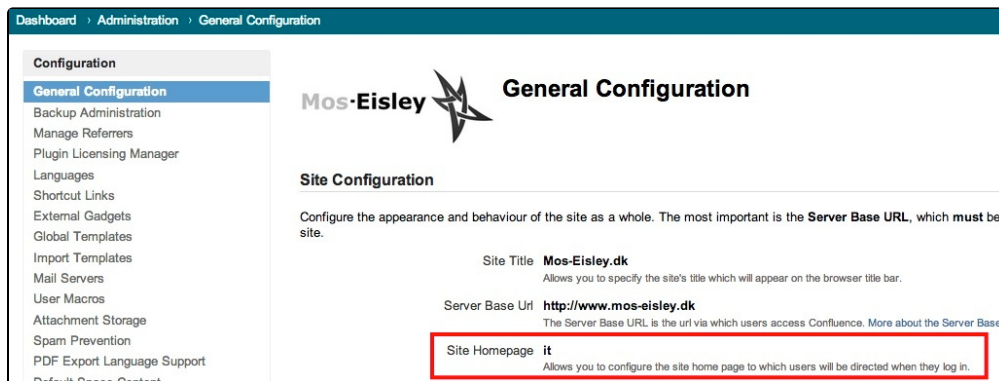 Dashboard › Administration › General Configuration
Configuration
General Configuration
Backup Administration
Manage Referrers
Plugin Licensing Manager
Languages
Shortcut Links
External Gadgets
Global Templates
Import Templates
Mail Servers
User Macros
Attachment Storage
Spam Prevention
PDF Export Language Support
Mos-Eisley
General Configuration
Site Configuration
Configure the appearance and behaviour of the site as a whole. The most important is the Server Base URL, which must be
site.
Site Title Mos-Eisley.dk
Allows you to specify the site's title which will appear on the browser title bar.
Server Base Url http://www.mos-eisley.dk
The Server Base URL is the url via which users access Confluence. More about the Server Base
Site Homepage it
Allows you to configure the site home page to which users will be directed when they log in.